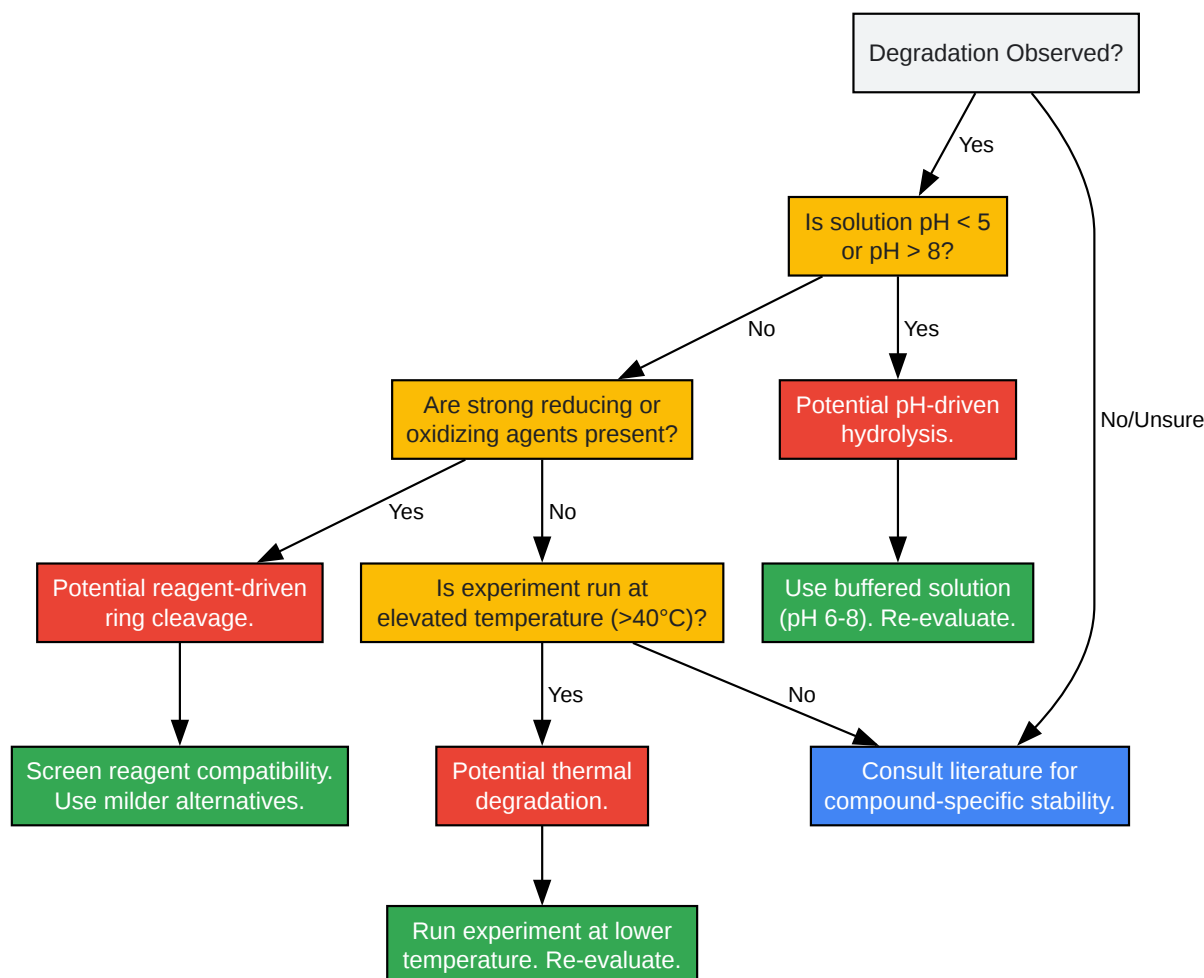 Degradation Observed?
Yes
Is solution pH < 5
or pH > 8?
No
Yes
No/Unsure
Are strong reducing or
oxidizing agents present?
Potential pH-driven
hydrolysis.
Yes
No
Potential reagent-driven
ring cleavage.
Is experiment run at
elevated temperature (>40°C)?
Use buffered solution
(pH 6-8). Re-evaluate.
Yes
No
Screen reagent compatibility.
Use milder alternatives.
Potential thermal
degradation.
Consult literature for
compound-specific stability.
Run experiment at lower
temperature. Re-evaluate.